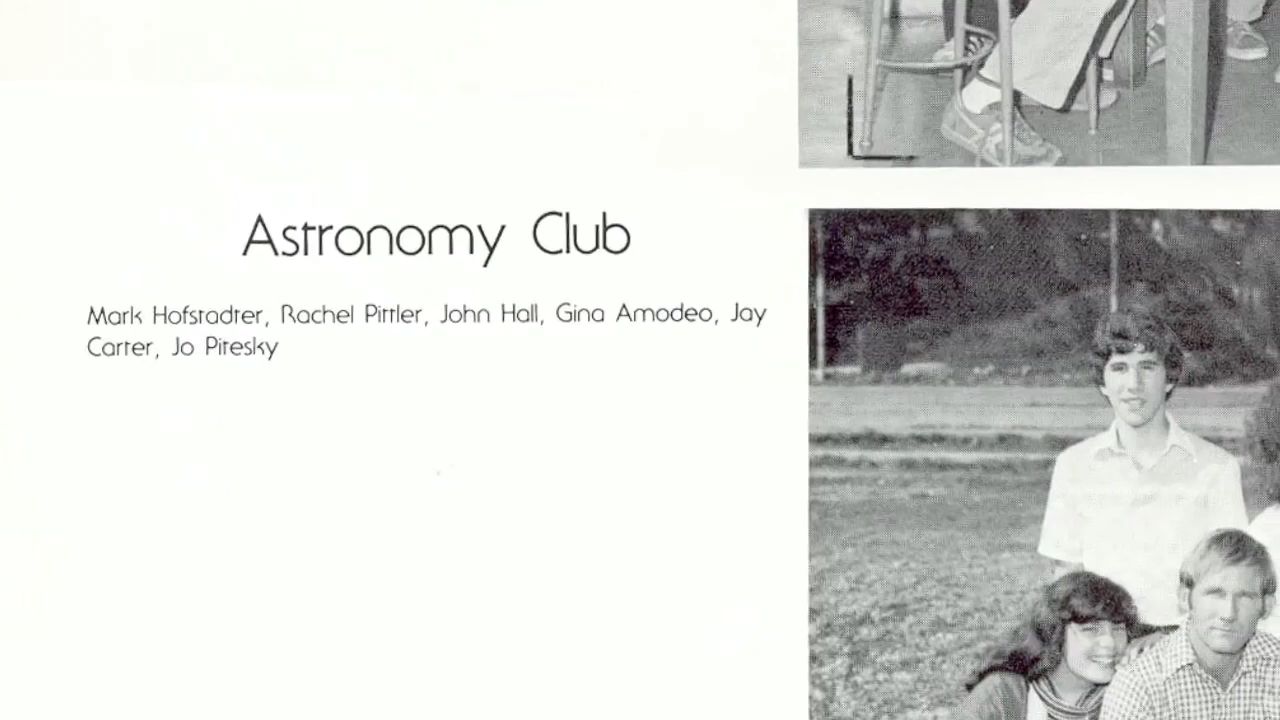 Astronomy Club
Mark Hofstadter, Rachel Pittler, John Hall, Gina Amodeo, Jay
Carter, Jo Pitesky